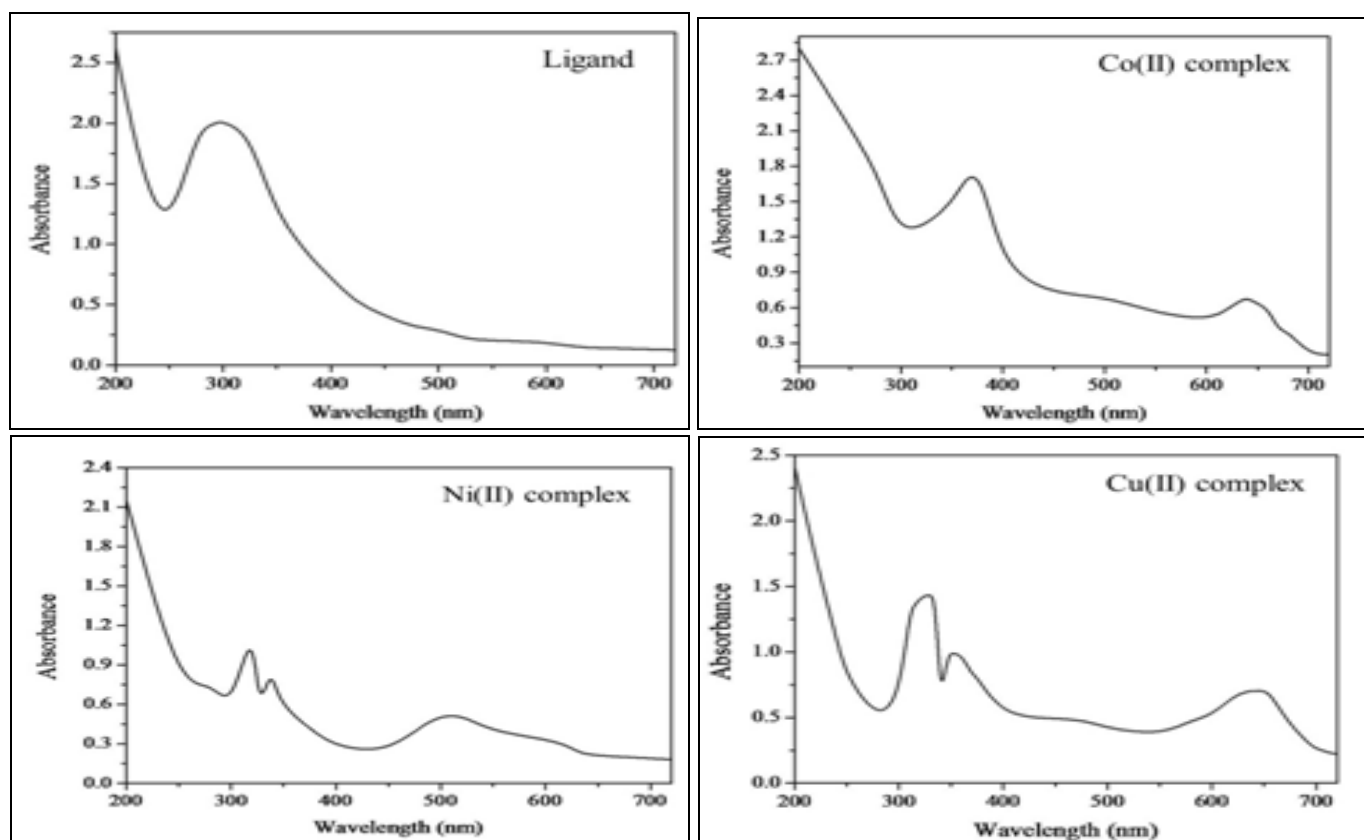 Ligand
Absorbance
2.5
2.0
1.5
1.0
0.5
0.0
200 300 400 500 600 700
Wavelength (nm)
Co(II) complex
Absorbance
2.7
2.4
2.1
1.8
1.5
1.2
0.9
0.6
0.3
200 300 400 500 600 700
Wavelength (nm)
Ni(II) complex
Absorbance
2.4
2.1
1.8
1.5
1.2
0.9
0.6
0.3
0.0
200 300 400 500 600 700
Wavelength (nm)
Cu(II) complex
Absorbance
2.5
2.0
1.5
1.0
0.5
0.0
200 300 400 500 600 700
Wavelength (nm)